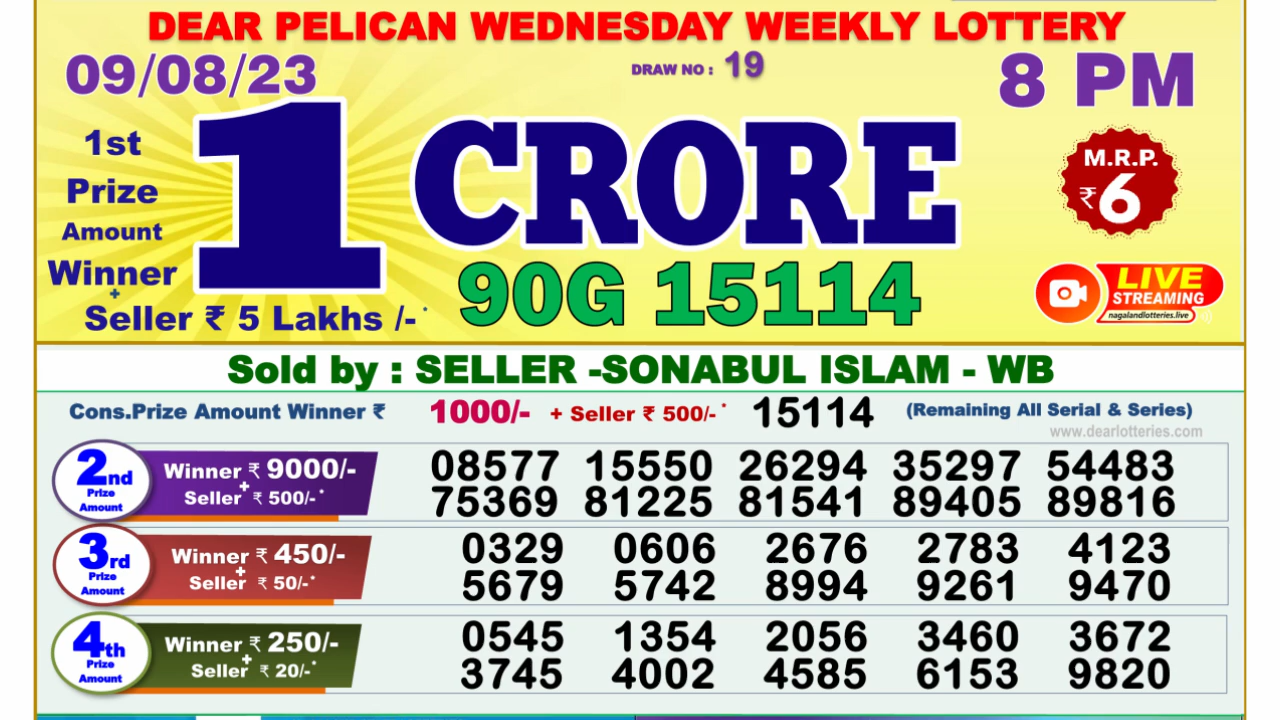 DEAR PELICAN WEDNESDAY WEEKLY LOTTERY
09/08/23
DRAW NO : 19
8 PM
1st
Prize
Amount
Winner
+
Seller ₹ 5 Lakhs /-*
1 CRORE
90G 15114
M.R.P.
₹6
LIVE
STREAMING
nagalandlotteries.live
Sold by : SELLER -SONABUL ISLAM - WB
Cons.Prize Amount Winner ₹ 1000/- + Seller ₹ 500/-* 15114 (Remaining All Serial & Series)
www.dearlotteries.com
2nd
Prize
Amount
Winner ₹ 9000/-
+
Seller ₹ 500/-*
08577 15550 26294 35297 54483
75369 81225 81541 89405 89816
3rd
Prize
Amount
Winner ₹ 450/-
+
Seller ₹ 50/-*
0329 0606 2676 2783 4123
5679 5742 8994 9261 9470
4th
Prize
Amount
Winner ₹ 250/-
+
Seller ₹ 20/-*
0545 1354 2056 3460 3672
3745 4002 4585 6153 9820